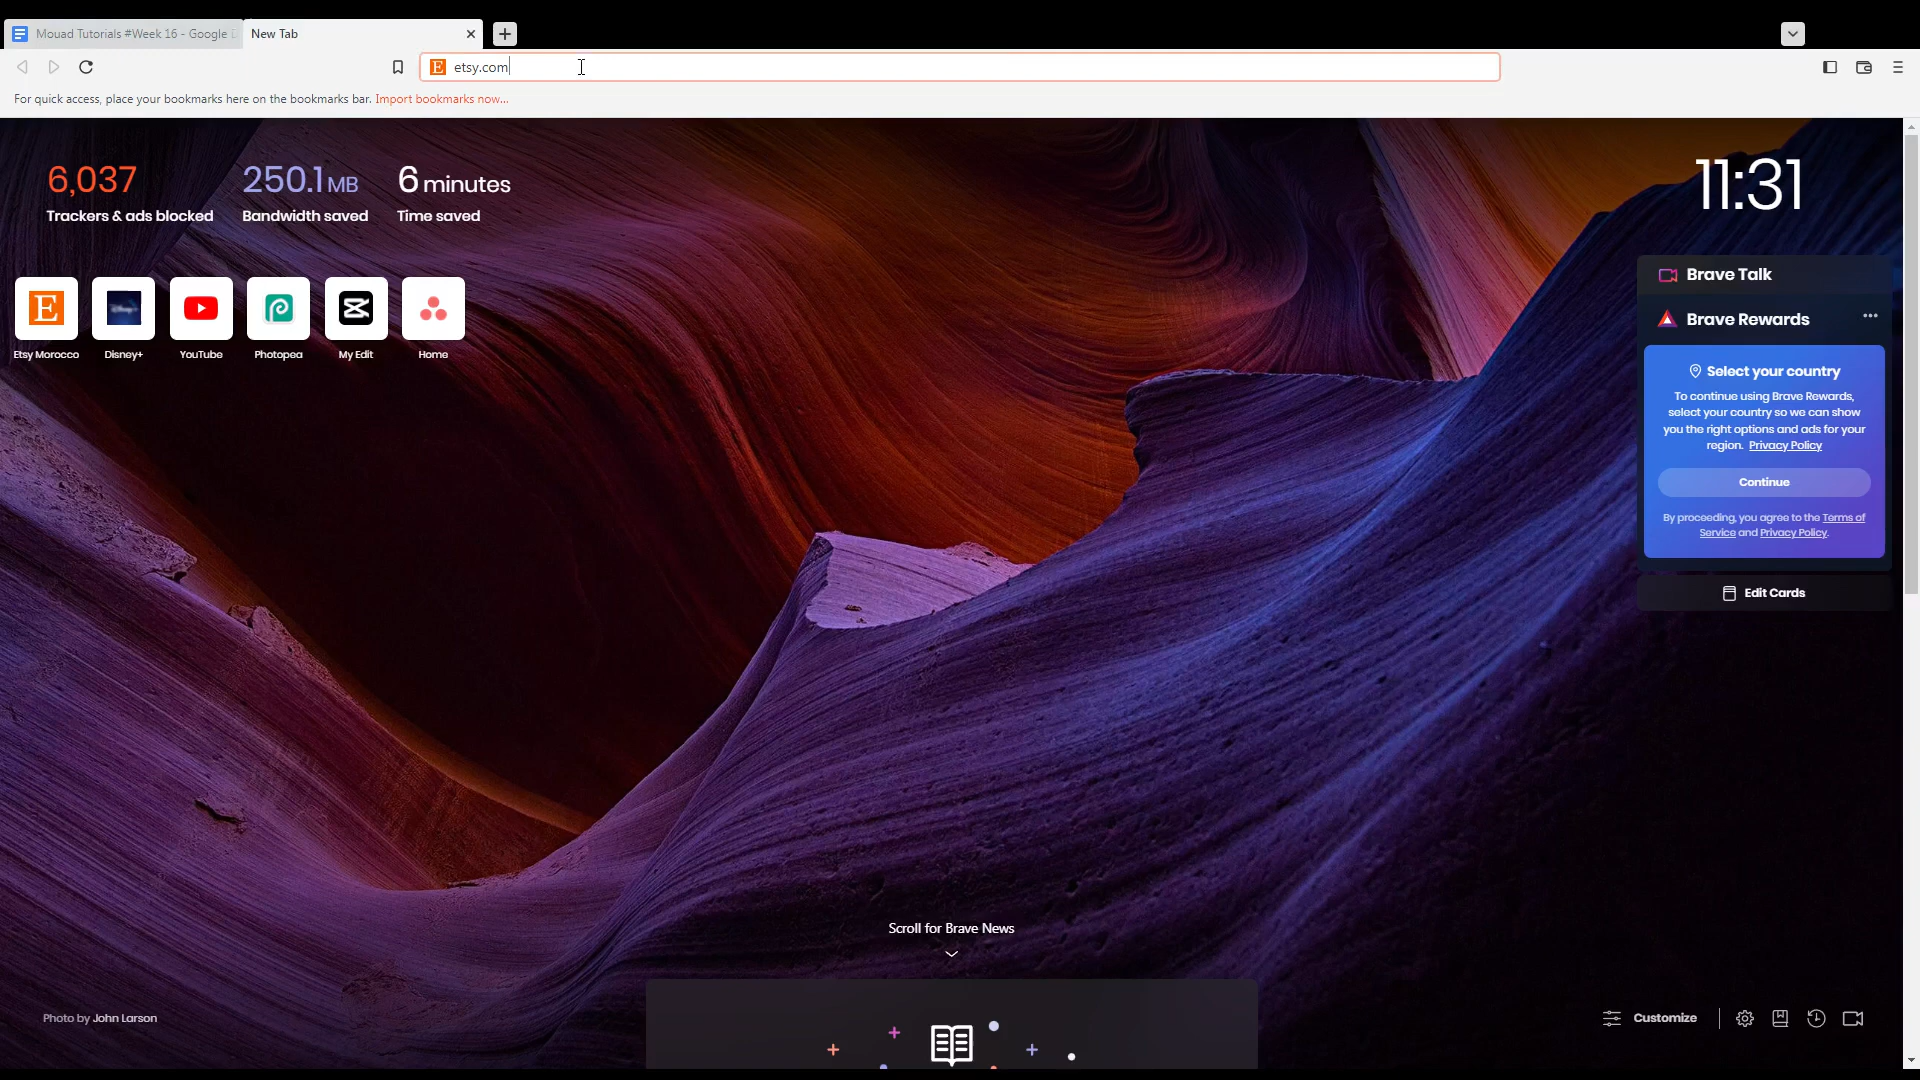 Mouad Tutorials #Week 16 - Google
New Tab
etsy.com
For quick access, place your bookmarks here on the bookmarks bar. Import bookmarks now...
6,037
Trackers & ads blocked
250.1 MB
Bandwidth saved
6 minutes
Time saved
11:31
E
Etsy Morocco
Disney+
YouTube
Photopea
My Edit
Home
Brave Talk
Brave Rewards
Select your country
To continue using Brave Rewards,
select your country so we can show
you the right options and ads for your
region. Privacy Policy
Continue
By proceeding, you agree to the Terms of
Service and Privacy Policy.
Edit Cards
Scroll for Brave News
Photo by John Larson
Customize